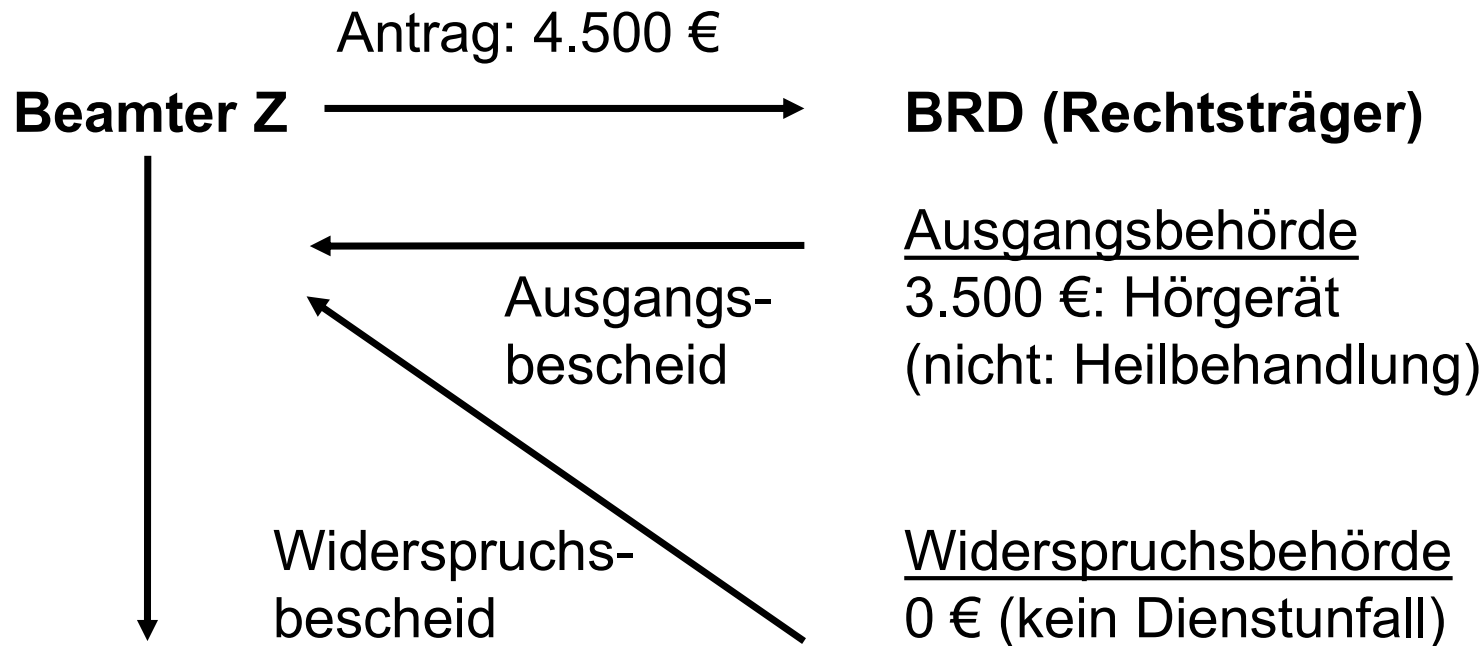 Antrag: 4.500 €
Beamter Z
BRD (Rechtsträger)
Ausgangs-
bescheid
Ausgangsbehörde
3.500 €: Hörgerät
(nicht: Heilbehandlung)
Widerspruchs-
bescheid
Widerspruchsbehörde
0 € (kein Dienstunfall)